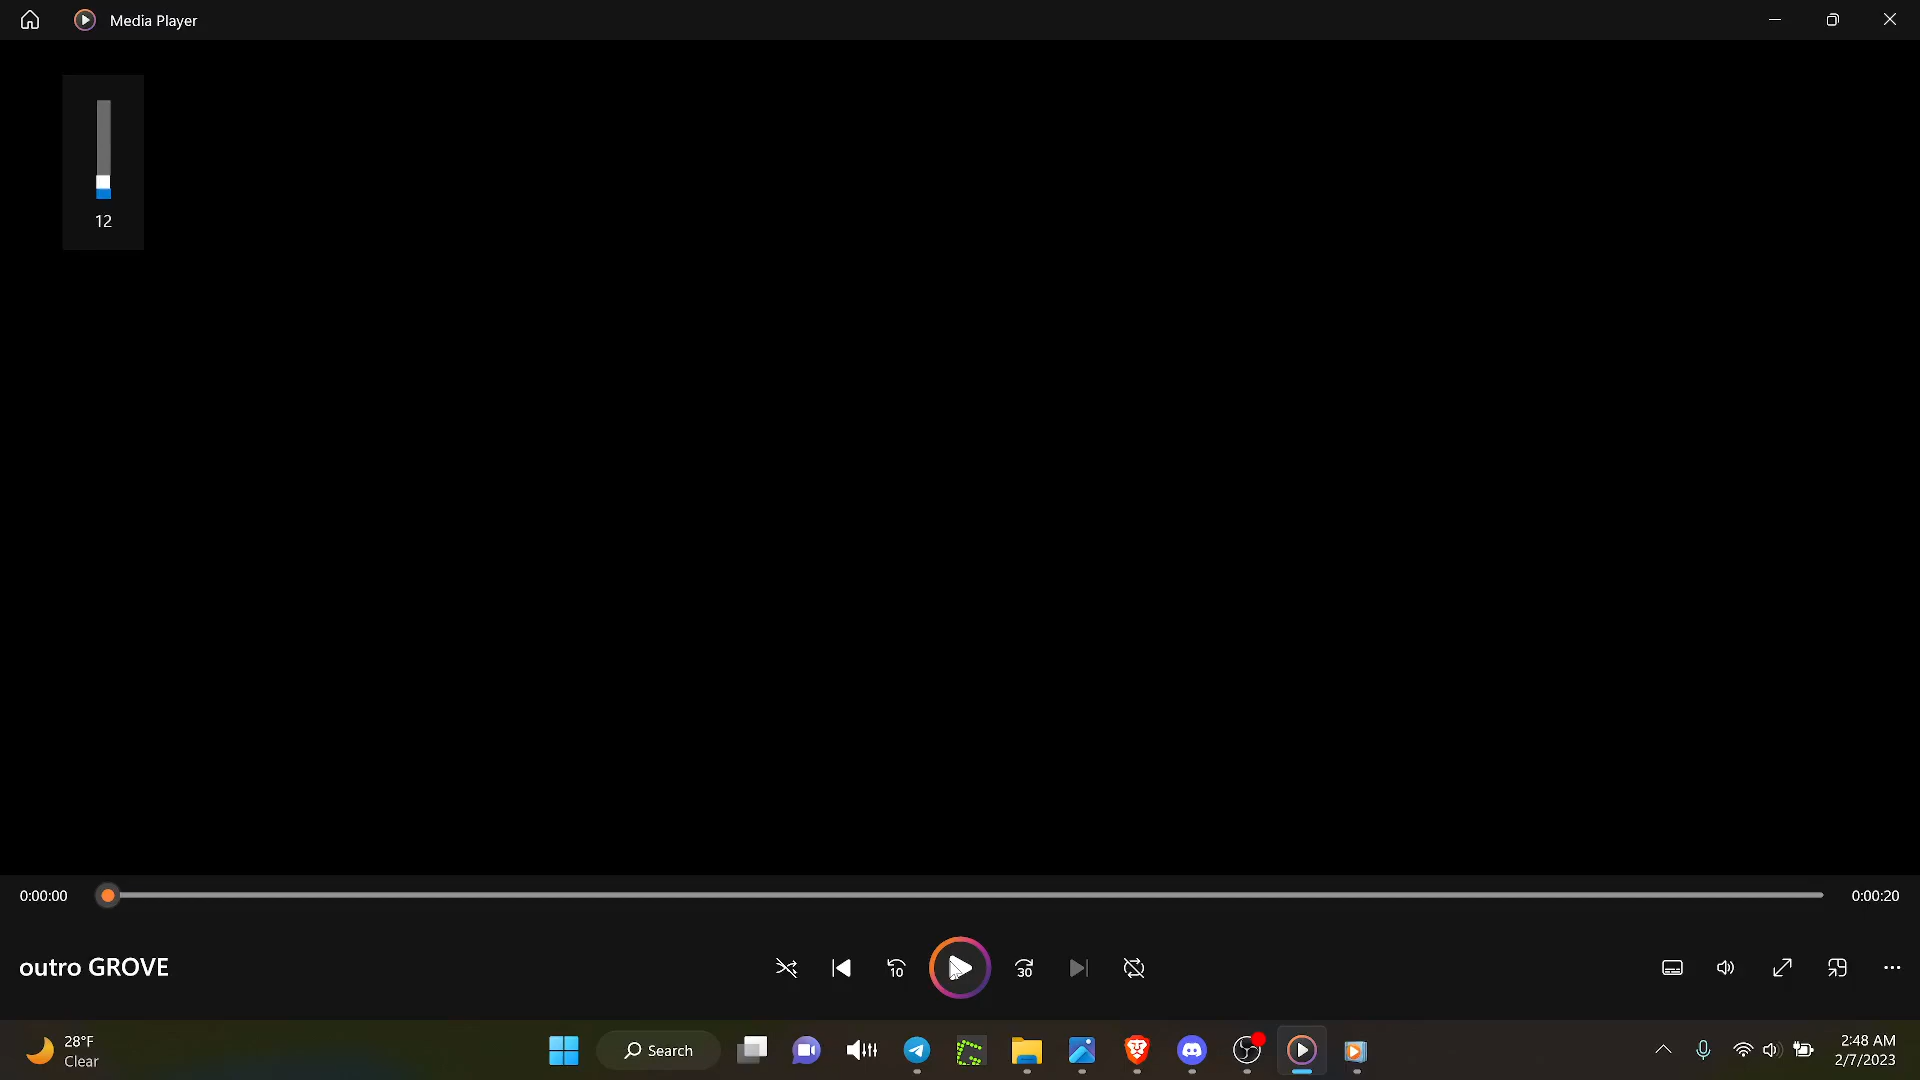 Media Player
12
0:00:00
0:00:20
outro GROVE
10
30
28°F
Clear
Search
2:48 AM
2/7/2023